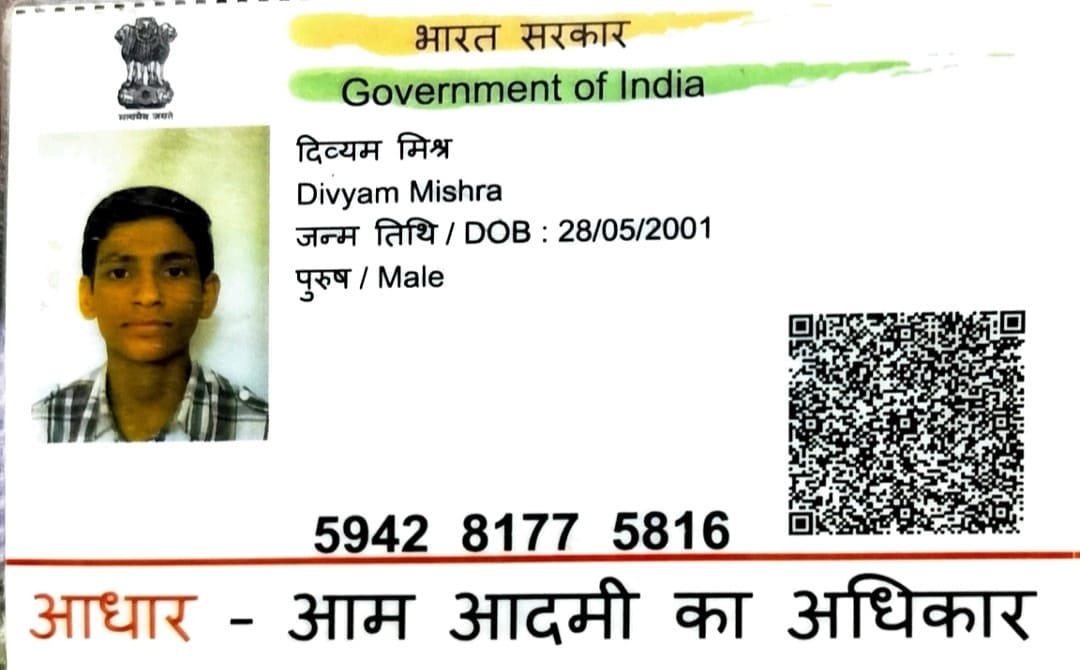 भारत सरकार
Government of India
सत्यमेव जयते
दिव्यम मिश्र
Divyam Mishra
जन्म तिथि / DOB : 28/05/2001
पुरुष / Male
5942 8177 5816
आधार - आम आदमी का अधिकार